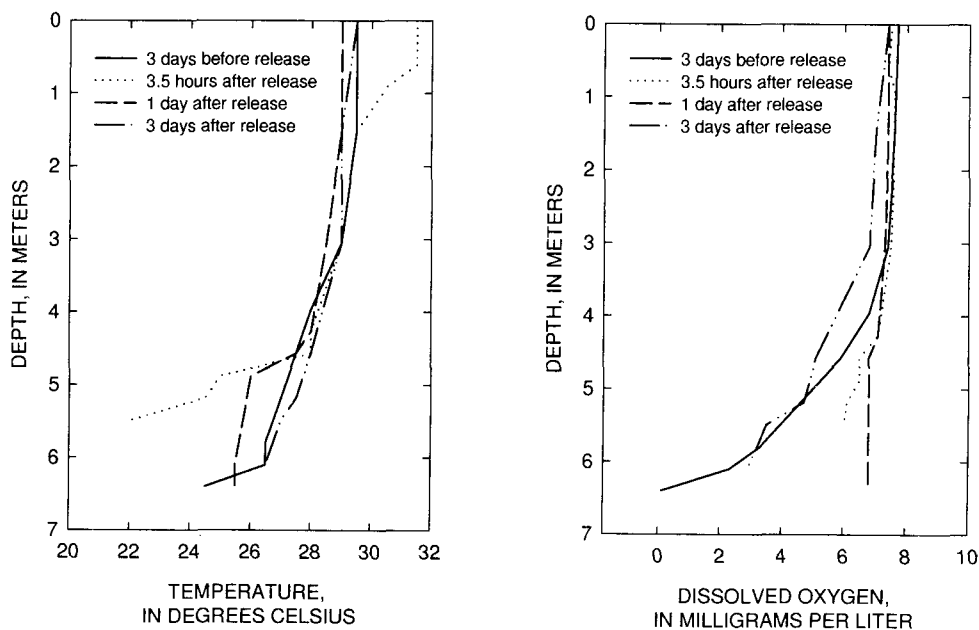 0
1
2
3
4
5
6
7
DEPTH, IN METERS
3 days before release
3.5 hours after release
1 day after release
3 days after release
20 22 24 26 28 30 32
TEMPERATURE,
IN DEGREES CELSIUS
0
1
2
3
4
5
6
7
DEPTH, IN METERS
3 days before release
3.5 hours after release
1 day after release
3 days after release
0 2 4 6 8 10
DISSOLVED OXYGEN,
IN MILLIGRAMS PER LITER